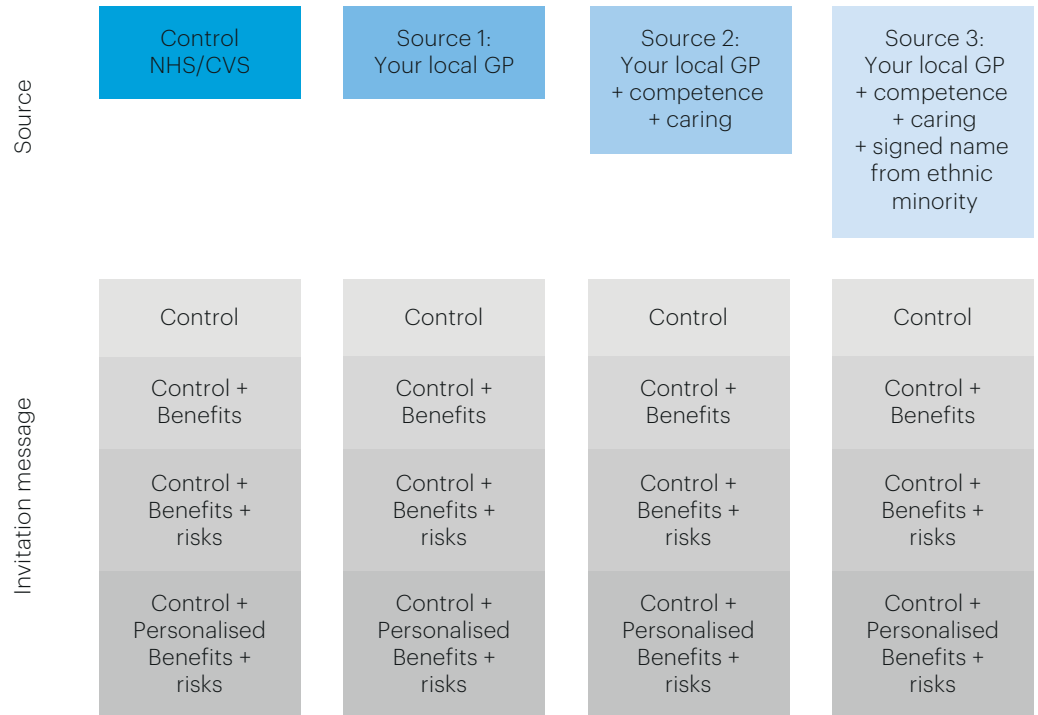 Source
Control
NHS/CVS
Source 1:
Your local GP
Source 2:
Your local GP
+ competence
+ caring
Source 3:
Your local GP
+ competence
+ caring
+ signed name
from ethnic
minority
Invitation message
Control
Control
Control
Control
Control +
Benefits
Control +
Benefits
Control +
Benefits
Control +
Benefits
Control +
Benefits +
risks
Control +
Benefits +
risks
Control +
Benefits +
risks
Control +
Benefits +
risks
Control +
Personalised
Benefits +
risks
Control +
Personalised
Benefits +
risks
Control +
Personalised
Benefits +
risks
Control +
Personalised
Benefits +
risks